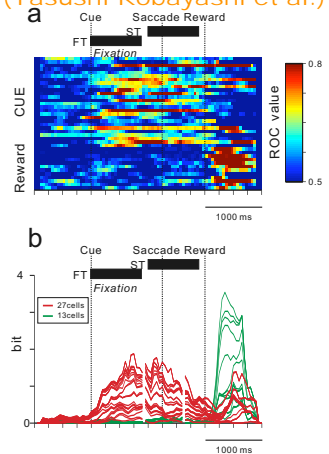 (Yasushi Kobayashi et al.)
a
Cue
Saccade Reward
ST
FT
Fixation
CUE
Reward
0.8
ROC value
0.5
1000 ms
b
Cue
Saccade Reward
ST
FT
Fixation
4
27cells
13cells
bit
0
1000 ms